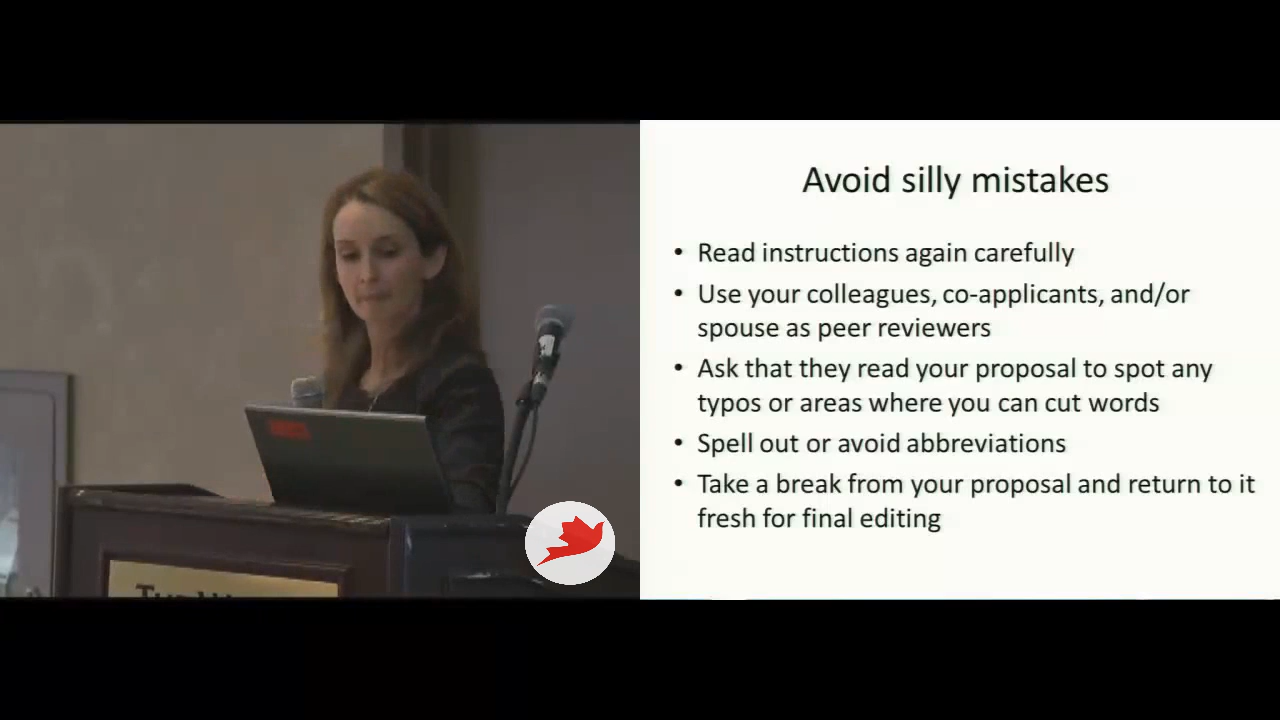 Avoid silly mistakes
• Read instructions again carefully
• Use your colleagues, co-applicants, and/or
spouse as peer reviewers
• Ask that they read your proposal to spot any
typos or areas where you can cut words
• Spell out or avoid abbreviations
• Take a break from your proposal and return to it
fresh for final editing